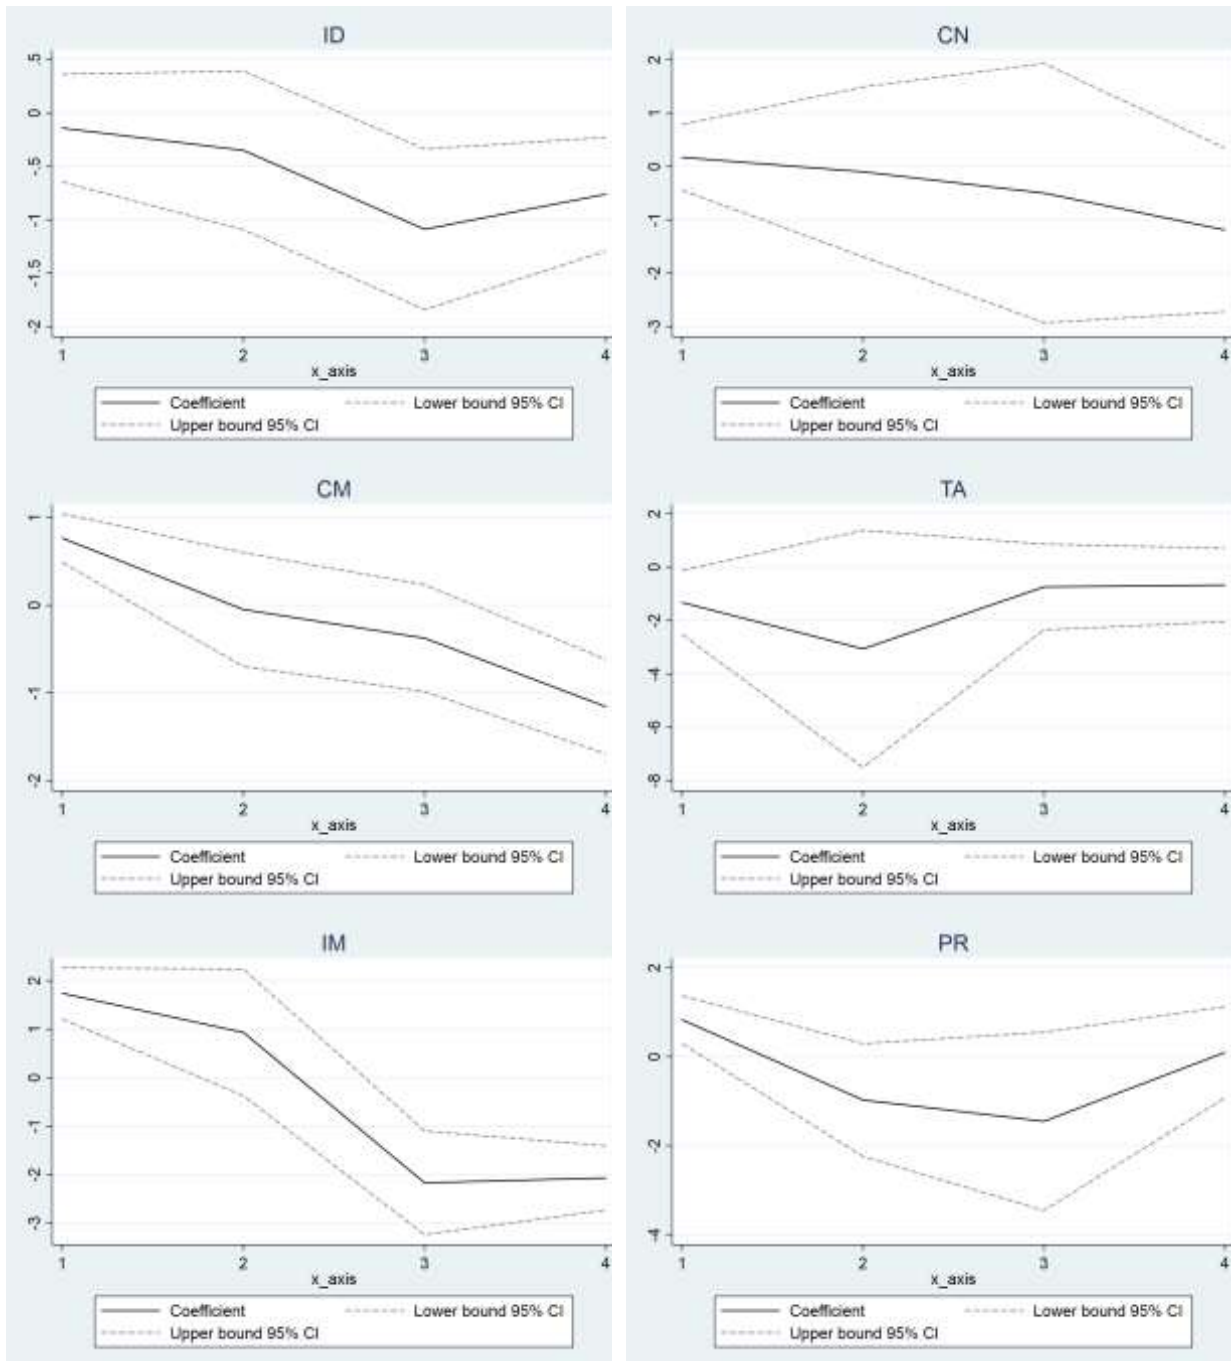 ID
.5
0
-.5
-1
-1.5
-2
1
2
3
4
x_axis
Coefficient
Lower bound 95% CI
Upper bound 95% CI
CN
2
1
0
-1
-2
-3
1
2
3
4
x_axis
Coefficient
Lower bound 95% CI
Upper bound 95% CI
CM
1
0
-1
-2
1
2
3
4
x_axis
Coefficient
Lower bound 95% CI
Upper bound 95% CI
TA
2
0
-2
-4
-6
-8
1
2
3
4
x_axis
Coefficient
Lower bound 95% CI
Upper bound 95% CI
IM
2
1
0
-1
-2
-3
1
2
3
4
x_axis
Coefficient
Lower bound 95% CI
Upper bound 95% CI
PR
2
0
-2
-4
1
2
3
4
x_axis
Coefficient
Lower bound 95% CI
Upper bound 95% CI